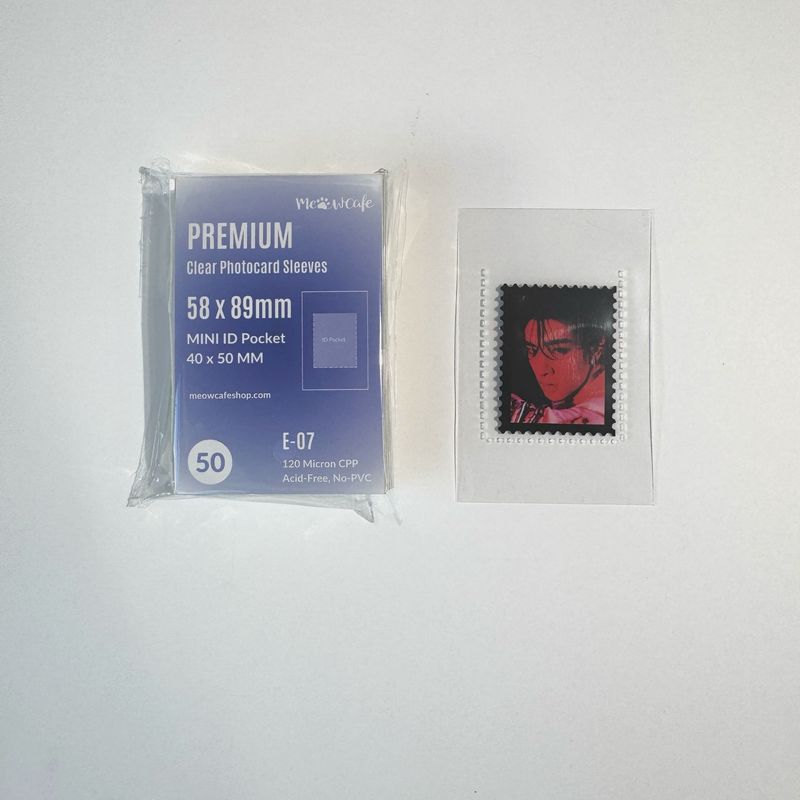 MeowCafe
PREMIUM
Clear Photocard Sleeves
58 x 89mm
MINI ID Pocket
40 x 50 MM
ID Pocket
meowcafeshop.com
50
E-07
120 Micron CPP
Acid-Free, No-PVC